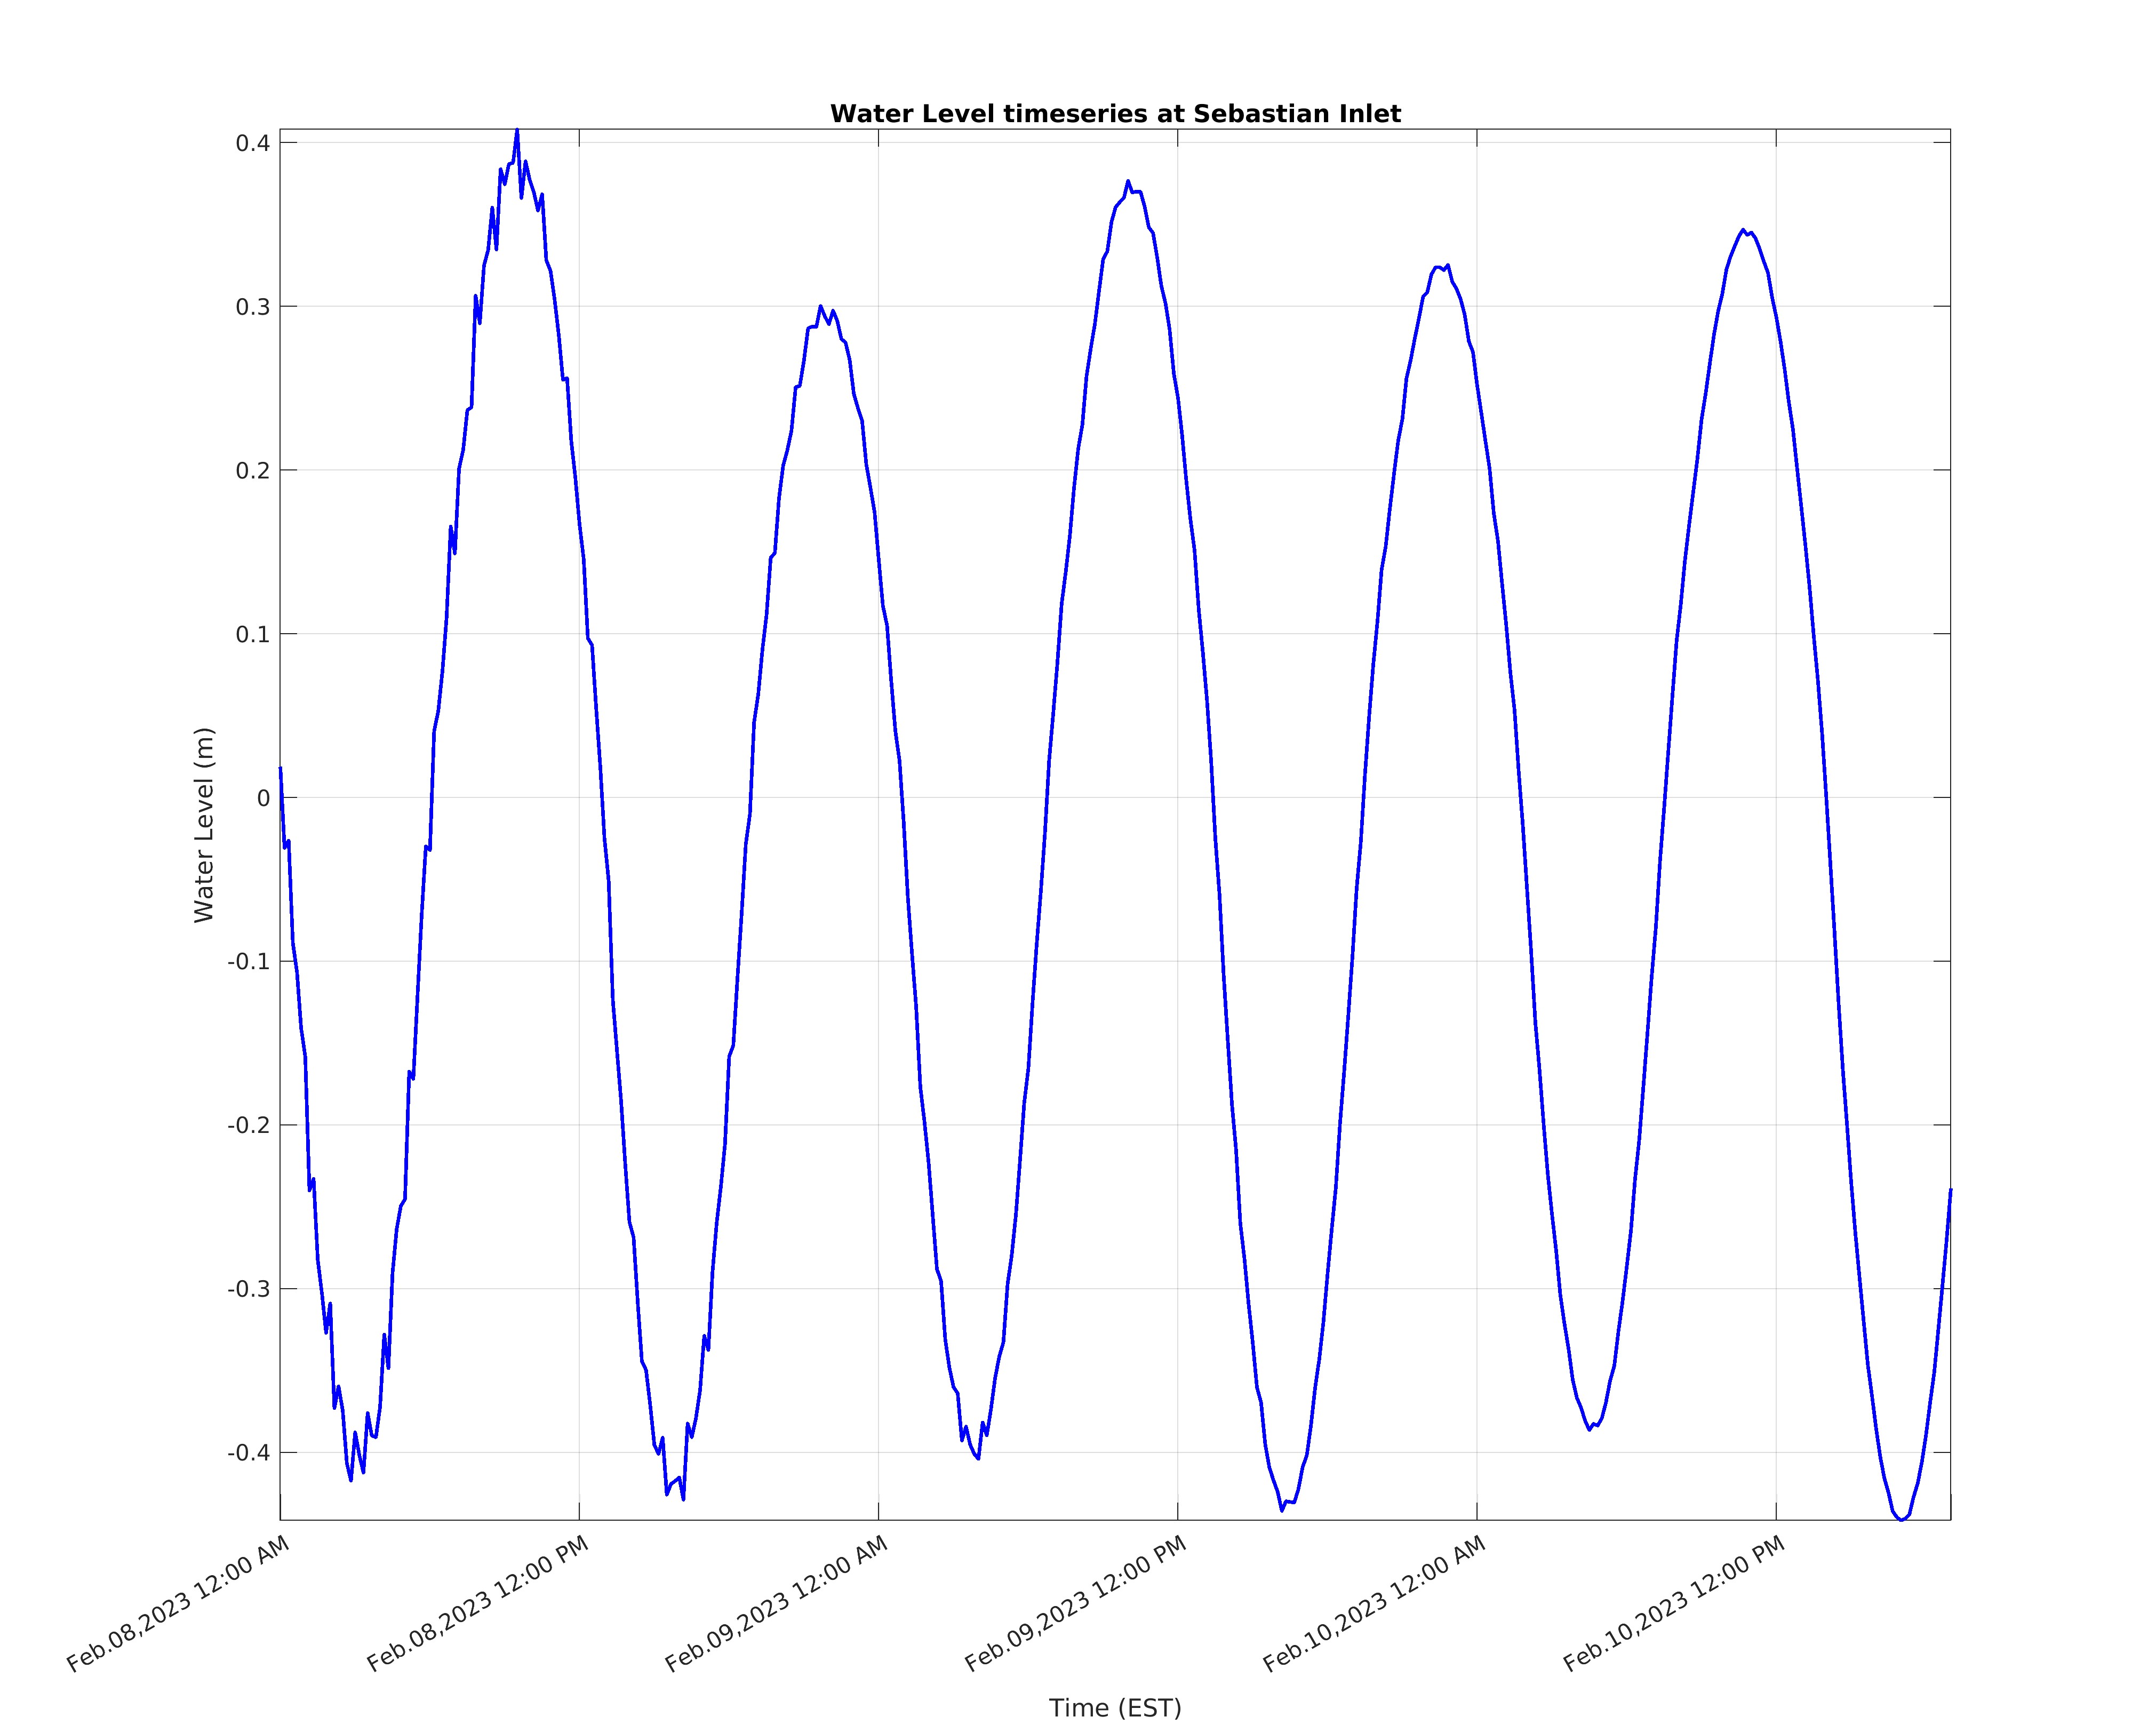 Water Level timeseries at Sebastian Inlet
0.4
0.3
0.2
0.1
0
-0.1
-0.2
-0.3
-0.4
Water Level (m)
Feb.08,2023 12:00 AM
Feb.08,2023 12:00 PM
Feb.09,2023 12:00 AM
Feb.09,2023 12:00 PM
Feb.10,2023 12:00 AM
Feb.10,2023 12:00 PM
Time (EST)